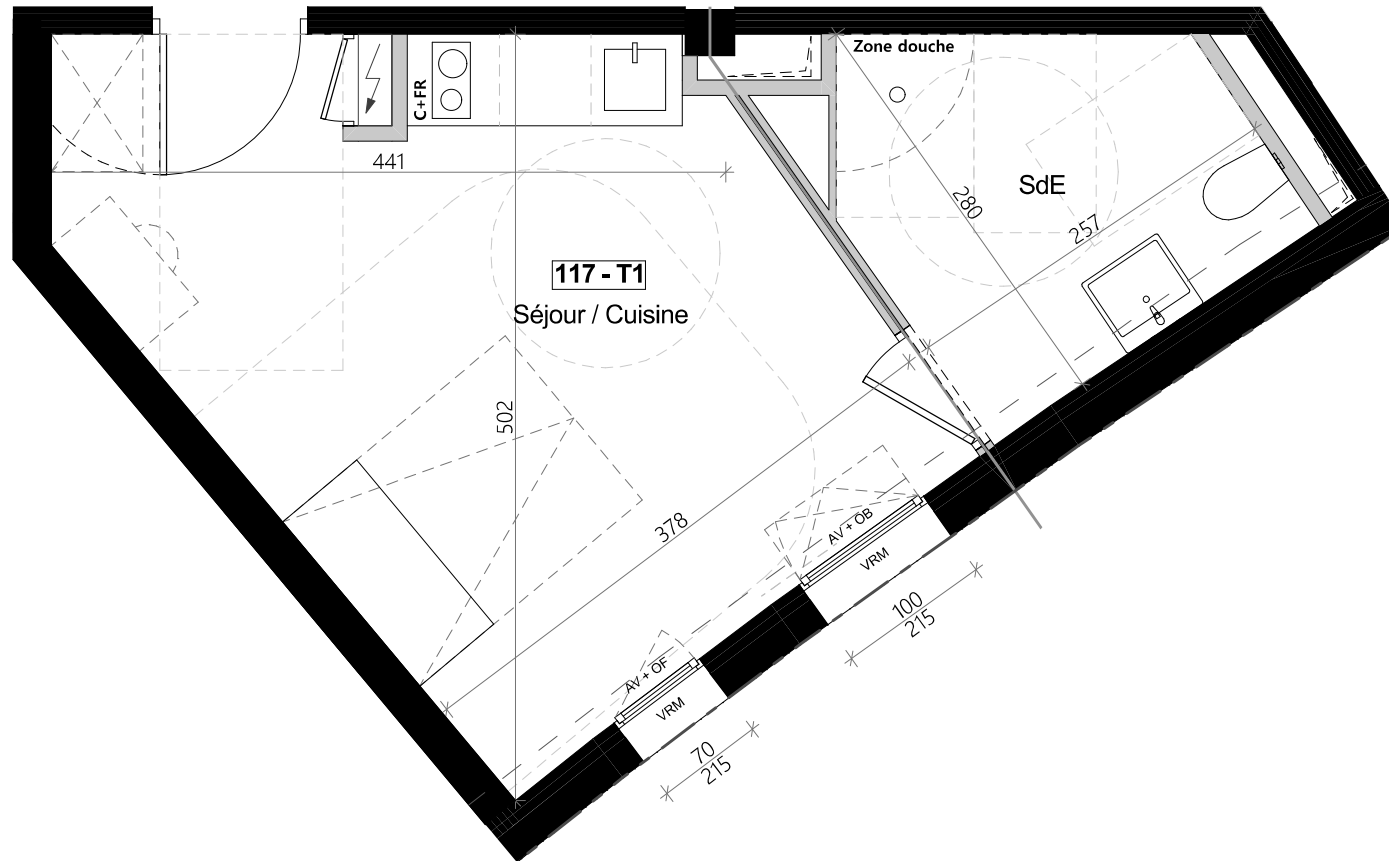 Zone douche
C+FR
441
SdE
280
257
117 - T1
Séjour / Cuisine
502
378
AV + OB
VRM
100
215
AV + OF
VRM
70
215